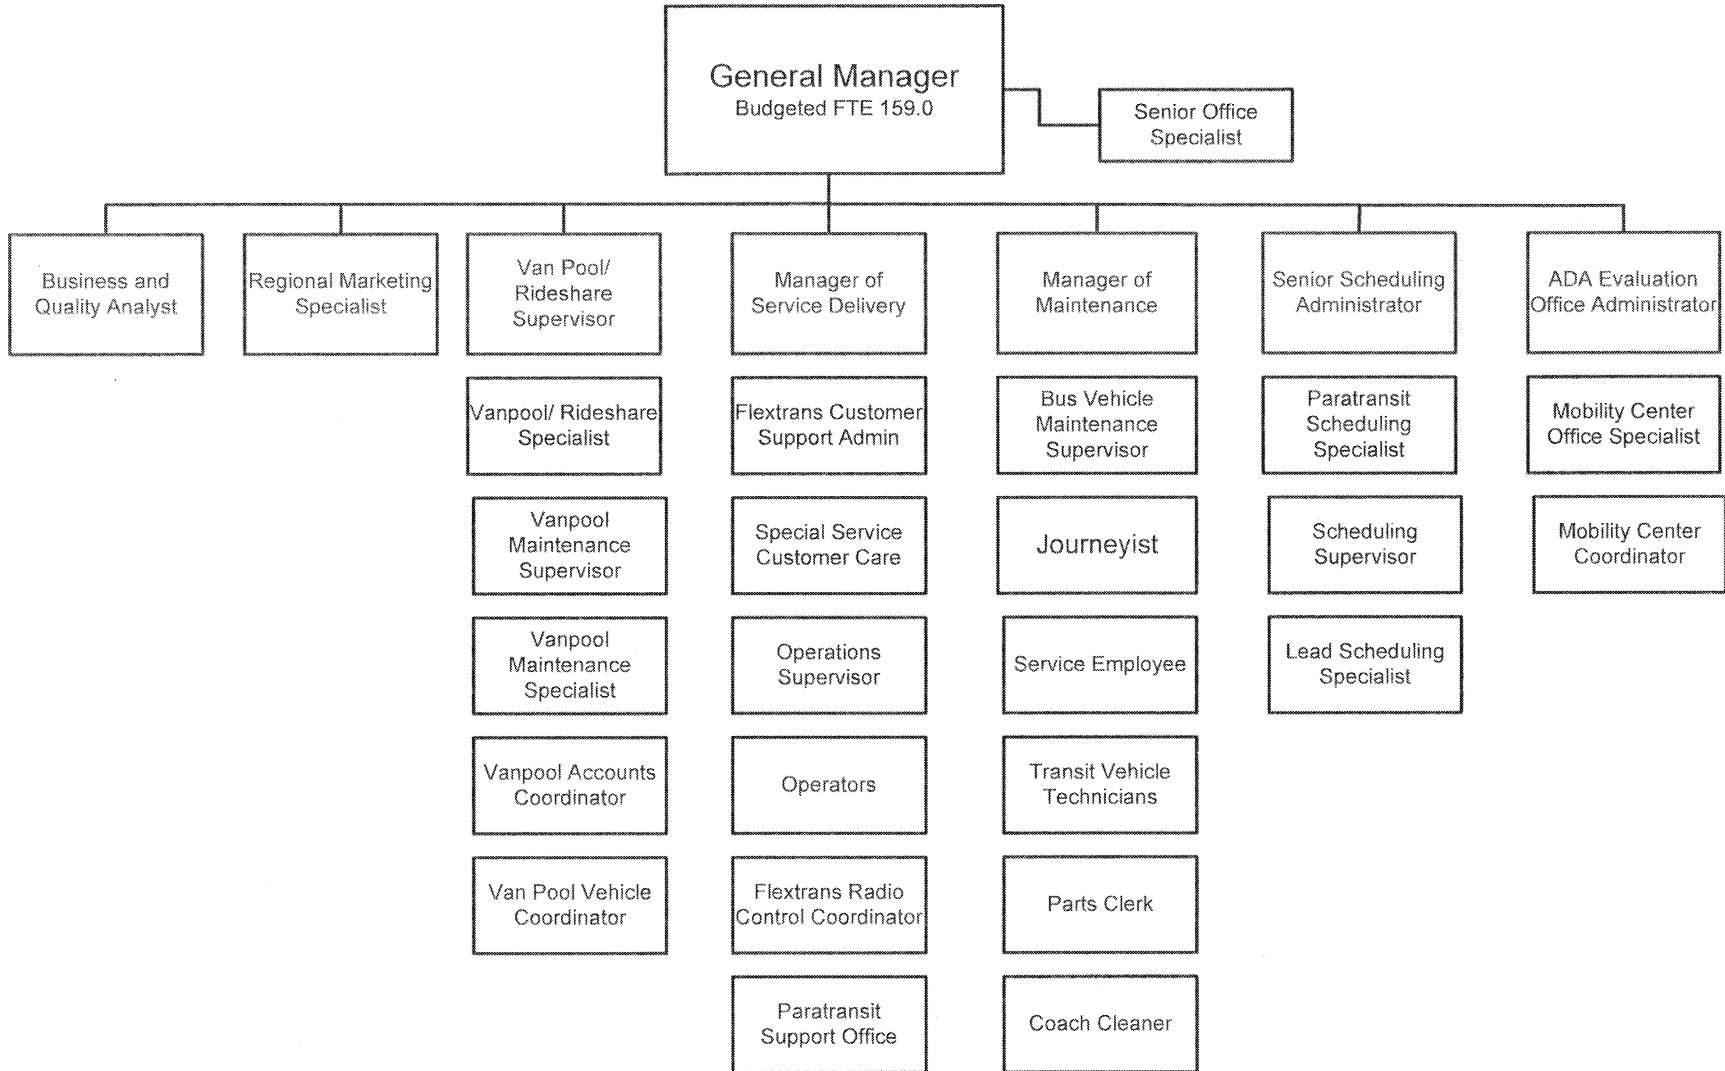 General Manager
Budgeted FTE 159.0
Senior Office
Specialist
Business and
Quality Analyst
Regional Marketing
Specialist
Van Pool/
Rideshare
Supervisor
Manager of
Service Delivery
Manager of
Maintenance
Senior Scheduling
Administrator
ADA Evaluation
Office Administrator
Vanpool/ Rideshare
Specialist
Flextrans Customer
Support Admin
Bus Vehicle
Maintenance
Supervisor
Paratransit
Scheduling
Specialist
Mobility Center
Office Specialist
Vanpool
Maintenance
Supervisor
Special Service
Customer Care
Journeyist
Scheduling
Supervisor
Mobility Center
Coordinator
Vanpool
Maintenance
Specialist
Operations
Supervisor
Service Employee
Lead Scheduling
Specialist
Vanpool Accounts
Coordinator
Operators
Transit Vehicle
Technicians
Van Pool Vehicle
Coordinator
Flextrans Radio
Control Coordinator
Parts Clerk
Paratransit
Support Office
Coach Cleaner